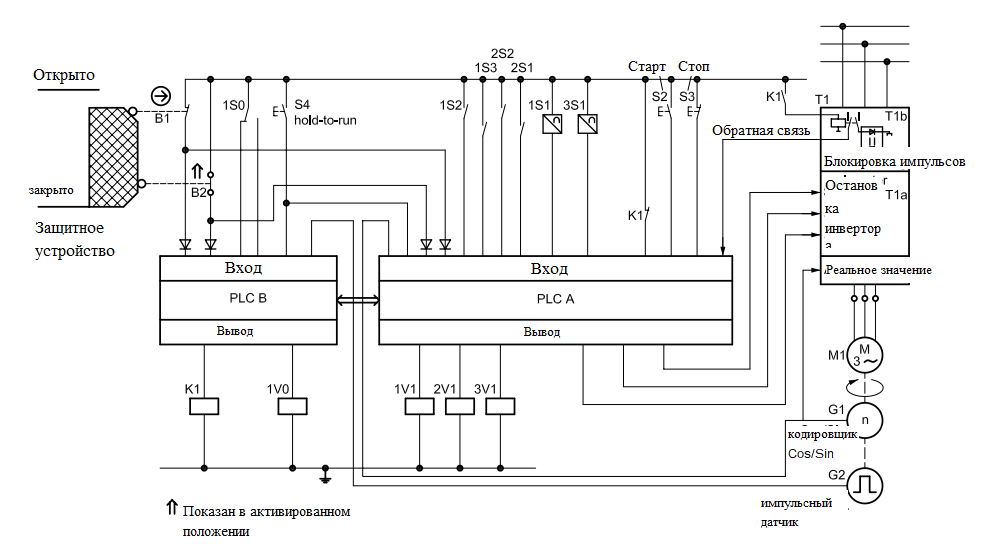 2S2
1S3
2S1
Старт
Стоп
Открыто
B1
1S0
S4
hold-to-run
1S2
1S1
3S1
S2
S3
K1
T1
T1b
Обратная связь
Блокировка импульсов
закрыто
B2
K1
Останов
ка
инвертор
а
T1a
Защитное
устройство
Вход
Вход
Реальное значение
PLC B
PLC A
Вывод
Вывод
M1
M
3 ~
K1
1V0
1V1
2V1
3V1
G1
n
кодировщик
Cos/Sin
G2
импульсный
датчик
Показан в активированном
положении